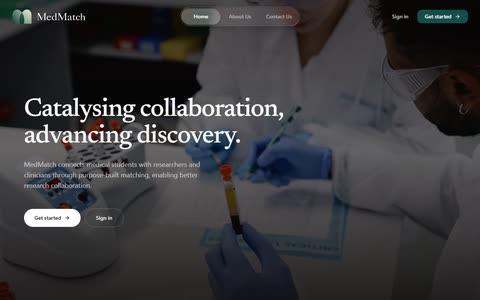 MedMatch
Home
About Us
Contact Us
Sign in
Get started →
Catalysing collaboration,
advancing discovery.
MedMatch connects medical students with researchers and
clinicians through purpose-built matching, enabling better
research collaboration.
Get started →
Sign in